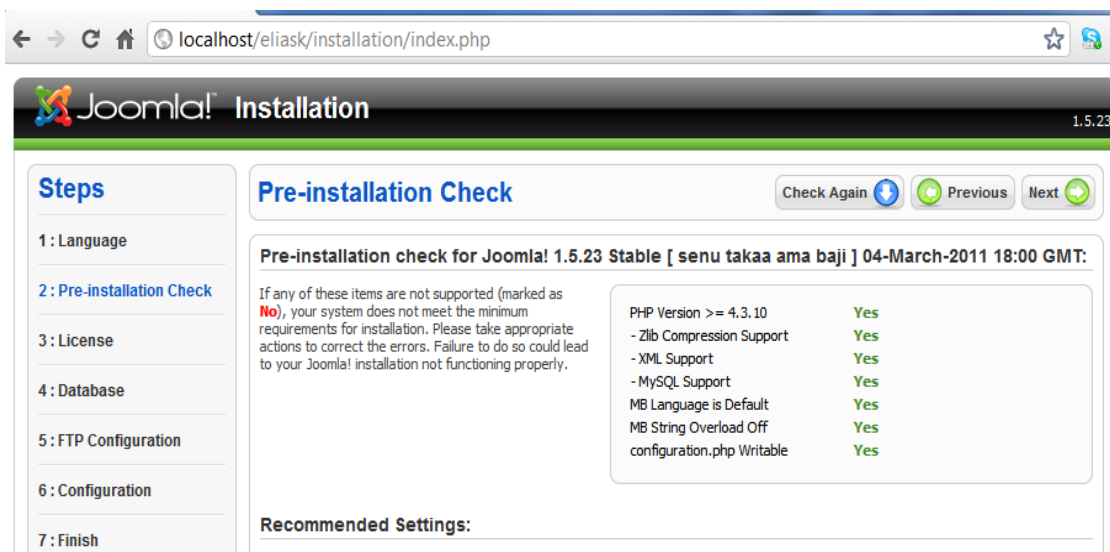 localhost/eliask/installation/index.php
Joomla!™ Installation
1.5.23
Steps
1 : Language
2 : Pre-installation Check
3 : License
4 : Database
5 : FTP Configuration
6 : Configuration
7 : Finish
Pre-installation Check
Check Again
Previous
Next
Pre-installation check for Joomla! 1.5.23 Stable [ senu takaa ama baji ] 04-March-2011 18:00 GMT:
If any of these items are not supported (marked as
No), your system does not meet the minimum
requirements for installation. Please take appropriate
actions to correct the errors. Failure to do so could lead
to your Joomla! installation not functioning properly.
PHP Version >= 4.3.10 Yes
- Zlib Compression Support Yes
- XML Support Yes
- MySQL Support Yes
MB Language is Default Yes
MB String Overload Off Yes
configuration.php Writable Yes
Recommended Settings: